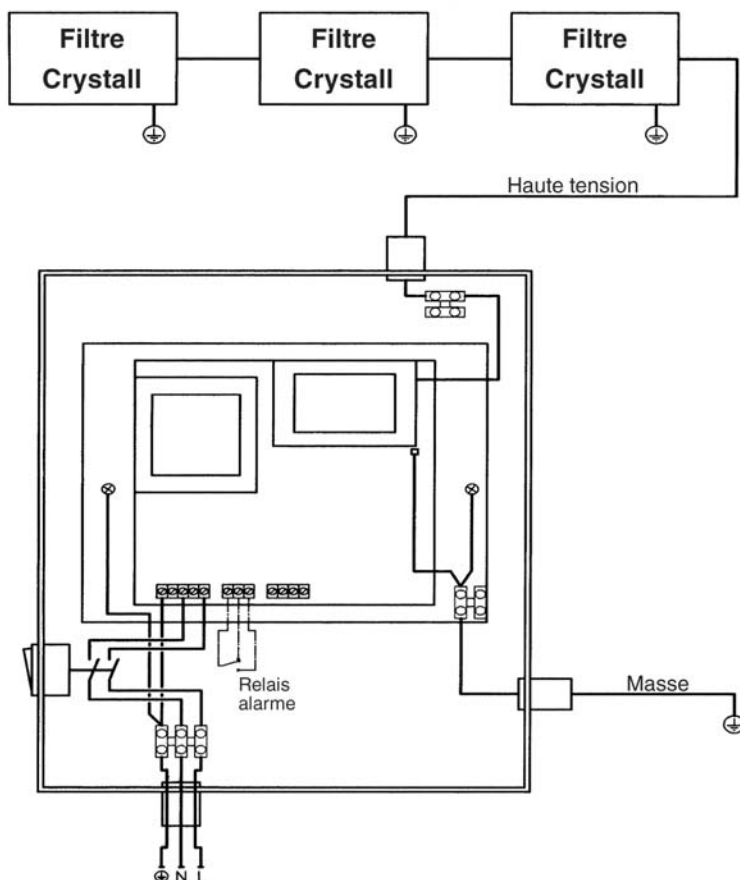 Filtre
Crystall
Filtre
Crystall
Filtre
Crystall
Haute tension
Relais
alarme
Masse
N L